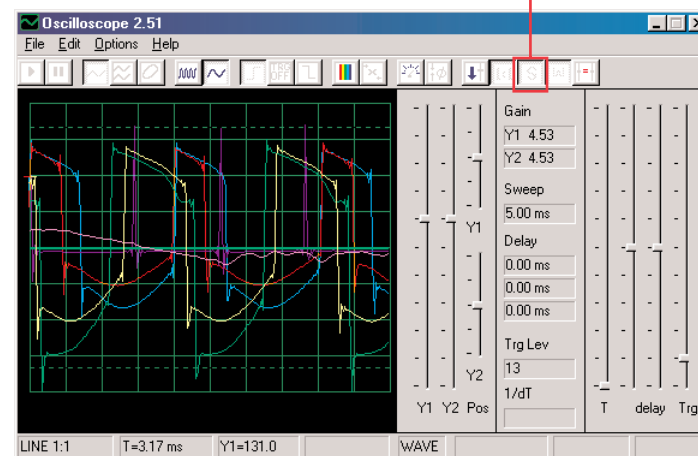 Oscilloscope 2.51
File Edit Options Help
TRG OFF
S
Gain
Y1 4.53
Y2 4.53
Sweep
5.00 ms
Delay
0.00 ms
0.00 ms
0.00 ms
Trg Lev
13
1/dT
Y1
Y2
Y1 Y2 Pos
T delay Trg
LINE 1:1 T=3.17 ms Y1=131.0 WAVE